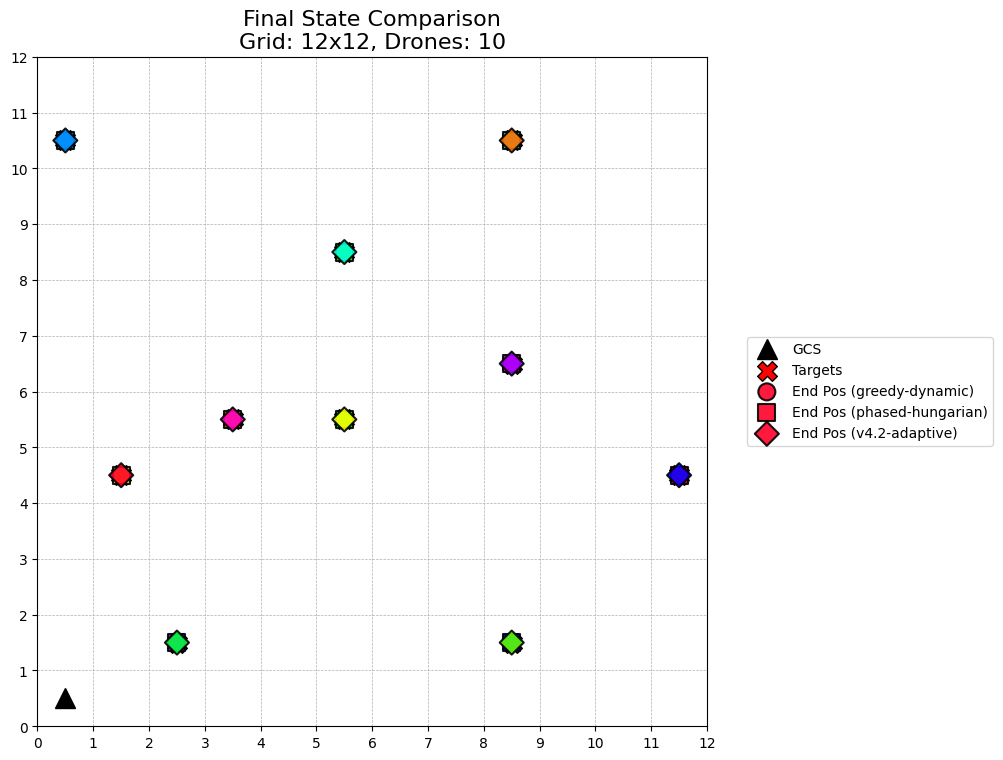 Final State Comparison
Grid: 12x12, Drones: 10
12
11
10
9
8
7
6
5
4
3
2
1
0
0 1 2 3 4 5 6 7 8 9 10 11 12
GCS
Targets
End Pos (greedy-dynamic)
End Pos (phased-hungarian)
End Pos (v4.2-adaptive)